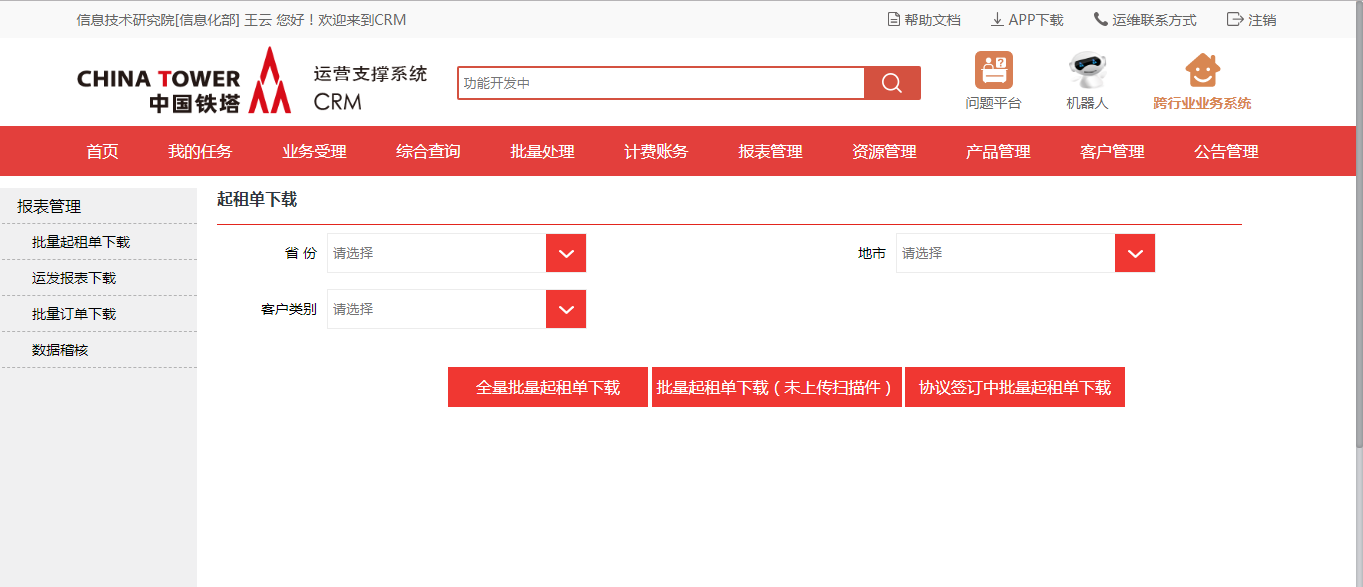 信息技术研究院[信息化部] 王云 您好！欢迎来到CRM
帮助文档 APP下载 运维联系方式 注销
CHINA TOWER
中国铁塔
运营支撑系统
CRM
功能开发中
问题平台 机器人 跨行业业务系统
首页 我的任务 业务受理 综合查询 批量处理 计费账务 报表管理 资源管理 产品管理 客户管理 公告管理
报表管理
批量起租单下载
运发报表下载
批量订单下载
数据稽核
起租单下载
省 份 请选择 地市 请选择
客户类别 请选择
全量批量起租单下载 批量起租单下载（未上传扫描件） 协议签订中批量起租单下载